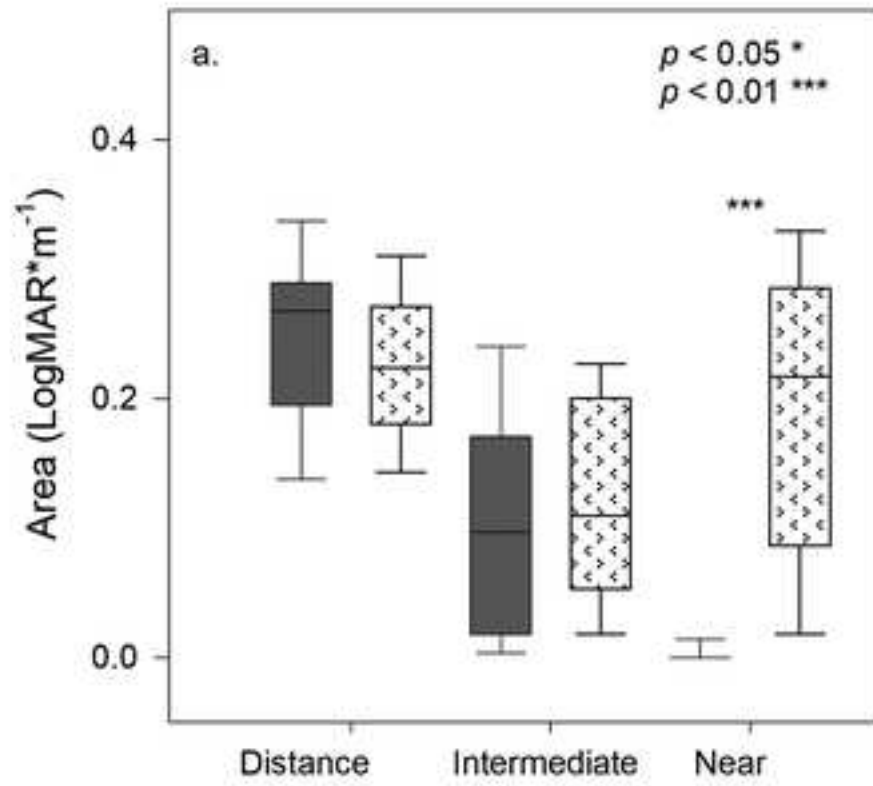 a.
p < 0.05 *
p < 0.01 ***
0.4
0.2
0.0
Area (LogMAR*m⁻¹)
***
Distance
Intermediate
Near